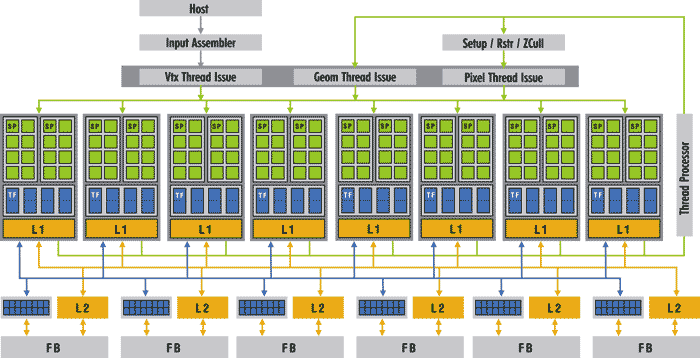 Host
Input Assembler
Setup / Rstr / ZCull
Vtx Thread Issue
Geom Thread Issue
Pixel Thread Issue
SP SP SP SP SP SP SP SP SP SP SP SP SP SP SP SP
Thread Processor
TF TF TF TF TF TF TF TF
L1 L1 L1 L1 L1 L1 L1 L1
L2 L2 L2 L2 L2 L2
FB FB FB FB FB FB